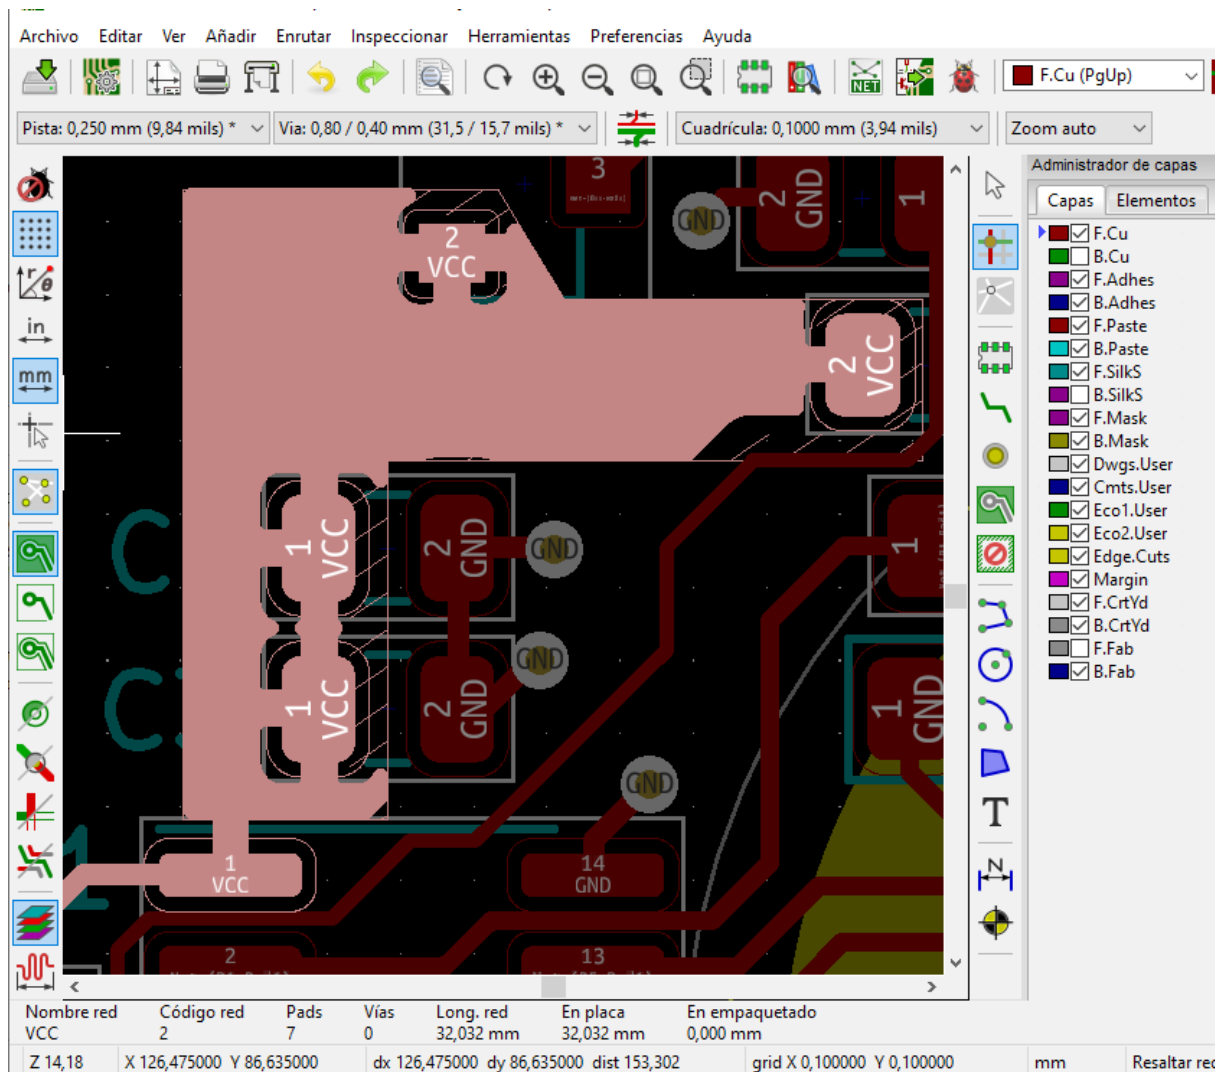 Archivo Editar Ver Añadir Enrutar Inspeccionar Herramientas Preferencias Ayuda
NET
F.Cu (PgUp)
Pista: 0,250 mm (9,84 mils) * Via: 0,80 / 0,40 mm (31,5 / 15,7 mils) * Cuadrícula: 0,1000 mm (3,94 mils) Zoom auto
Administrador de capas
Capas Elementos
F.Cu
B.Cu
F.Adhes
B.Adhes
F.Paste
B.Paste
F.SilkS
B.SilkS
F.Mask
B.Mask
Dwgs.User
Cmts.User
Eco1.User
Eco2.User
Edge.Cuts
Margin
F.CrtYd
B.CrtYd
F.Fab
B.Fab
in
mm
T
N
3
GND
2
GND
1
2
VCC
2
VCC
C
1
VCC
2
GND
GND
1
1
VCC
2
GND
GND
1
GND
GND
1
1
VCC
14
GND
2
13
Nombre red Código red Pads Vías Long. red En placa En empaquetado
VCC 2 7 0 32,032 mm 32,032 mm 0,000 mm
Z 14,18 X 126,475000 Y 86,635000 dx 126,475000 dy 86,635000 dist 153,302 grid X 0,100000 Y 0,100000 mm Resaltar red